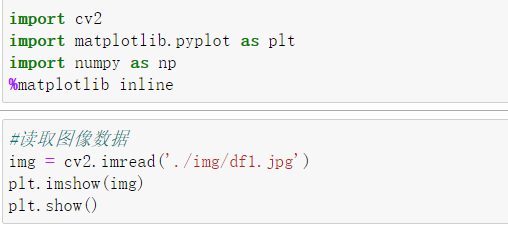 import cv2
import matplotlib.pyplot as plt
import numpy as np
%matplotlib inline
#读取图像数据
img = cv2.imread('./img/df1.jpg')
plt.imshow(img)
plt.show()